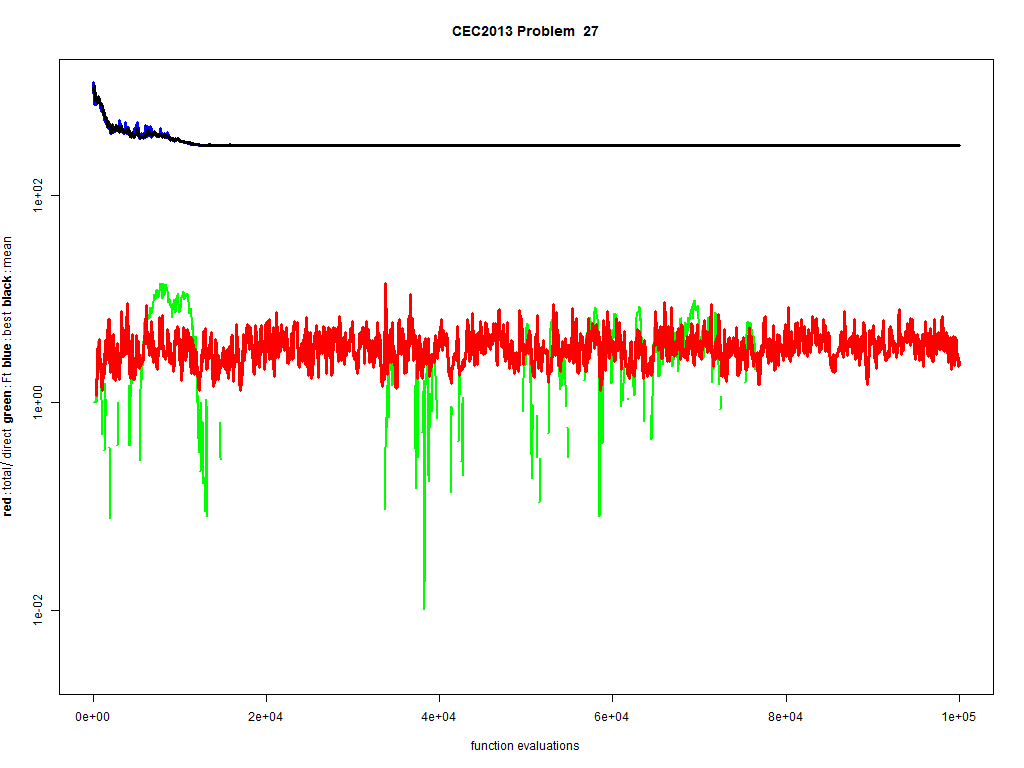 CEC2013 Problem 27
red : total/ direct green : Ft blue : best black : mean
1e+02
1e+00
1e-02
0e+00 2e+04 4e+04 6e+04 8e+04 1e+05
function evaluations